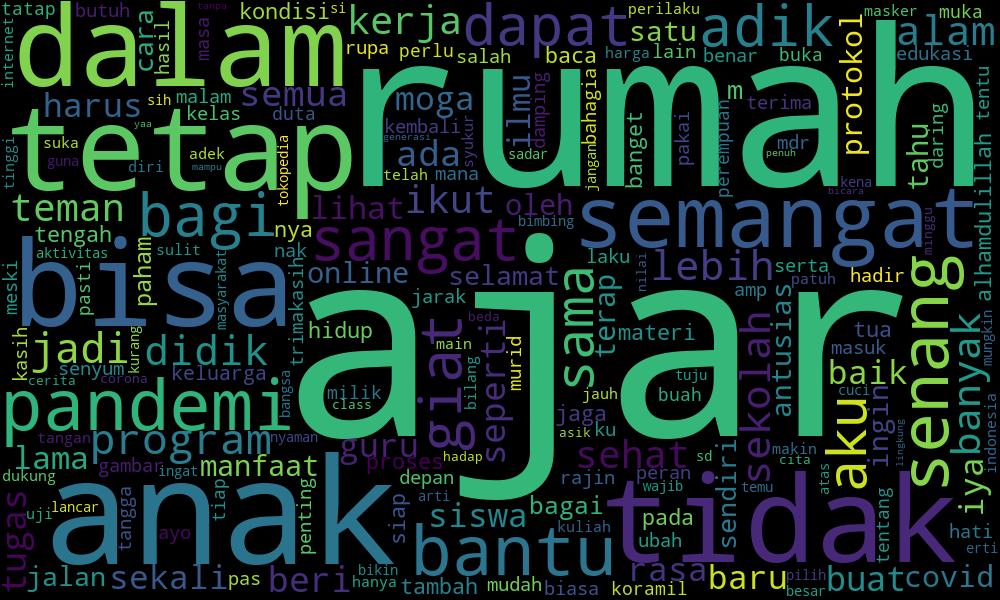 tatap butuh kondisi si kerja dapat perilaku satu adik masker muka alam
internet dalam cara hasil masa tanpa rupa perlu salah baca harga lain benar buka edukasi
harus sih malam semua moga ilmu damping bahagia m terima protokol
tetap rumah kelas duta kembali generasi banget pakai perempuan mdr tahu daring tentu
tinggi suka yaa adek guna diri mampu tokopedia ada syukur sadar jangan penuh
telah mana kena bicara alhamdulillah
teman bagi lihat ikut oleh semangat
tengah nya sangat bimbing minggu
aktivitas sulit nak online selamat laku lebih serta patuh hadir
meski bisa pasti paham masyarakat trimakasih jarak ajar sama terap nilai amp antusias senang
kasih jadi didik hidup seperti beda materi tua masuk mungkin
senyum kurang keluarga main murid baik banyak
cerita corona bangsa milik class giat bilang jauh buah tuju sekolah cuci indonesia
pandemi jaga aku ingin
tangan program nyaman guru asik ku makin lingkung
lama gambar ingat manfaat proses hadap sehat sd cita iya
dukung tugas tiap penting depan rajin peran wajib temu atas
uji lancar anak arti siswa bagai tidak pada sendiri tentang hati
tangga ayo siap bantu kuliah ubah erti
jalan sekali pas beri bikin hanya tambah mudah biasa koramil rasa baru pilih besar buat covid